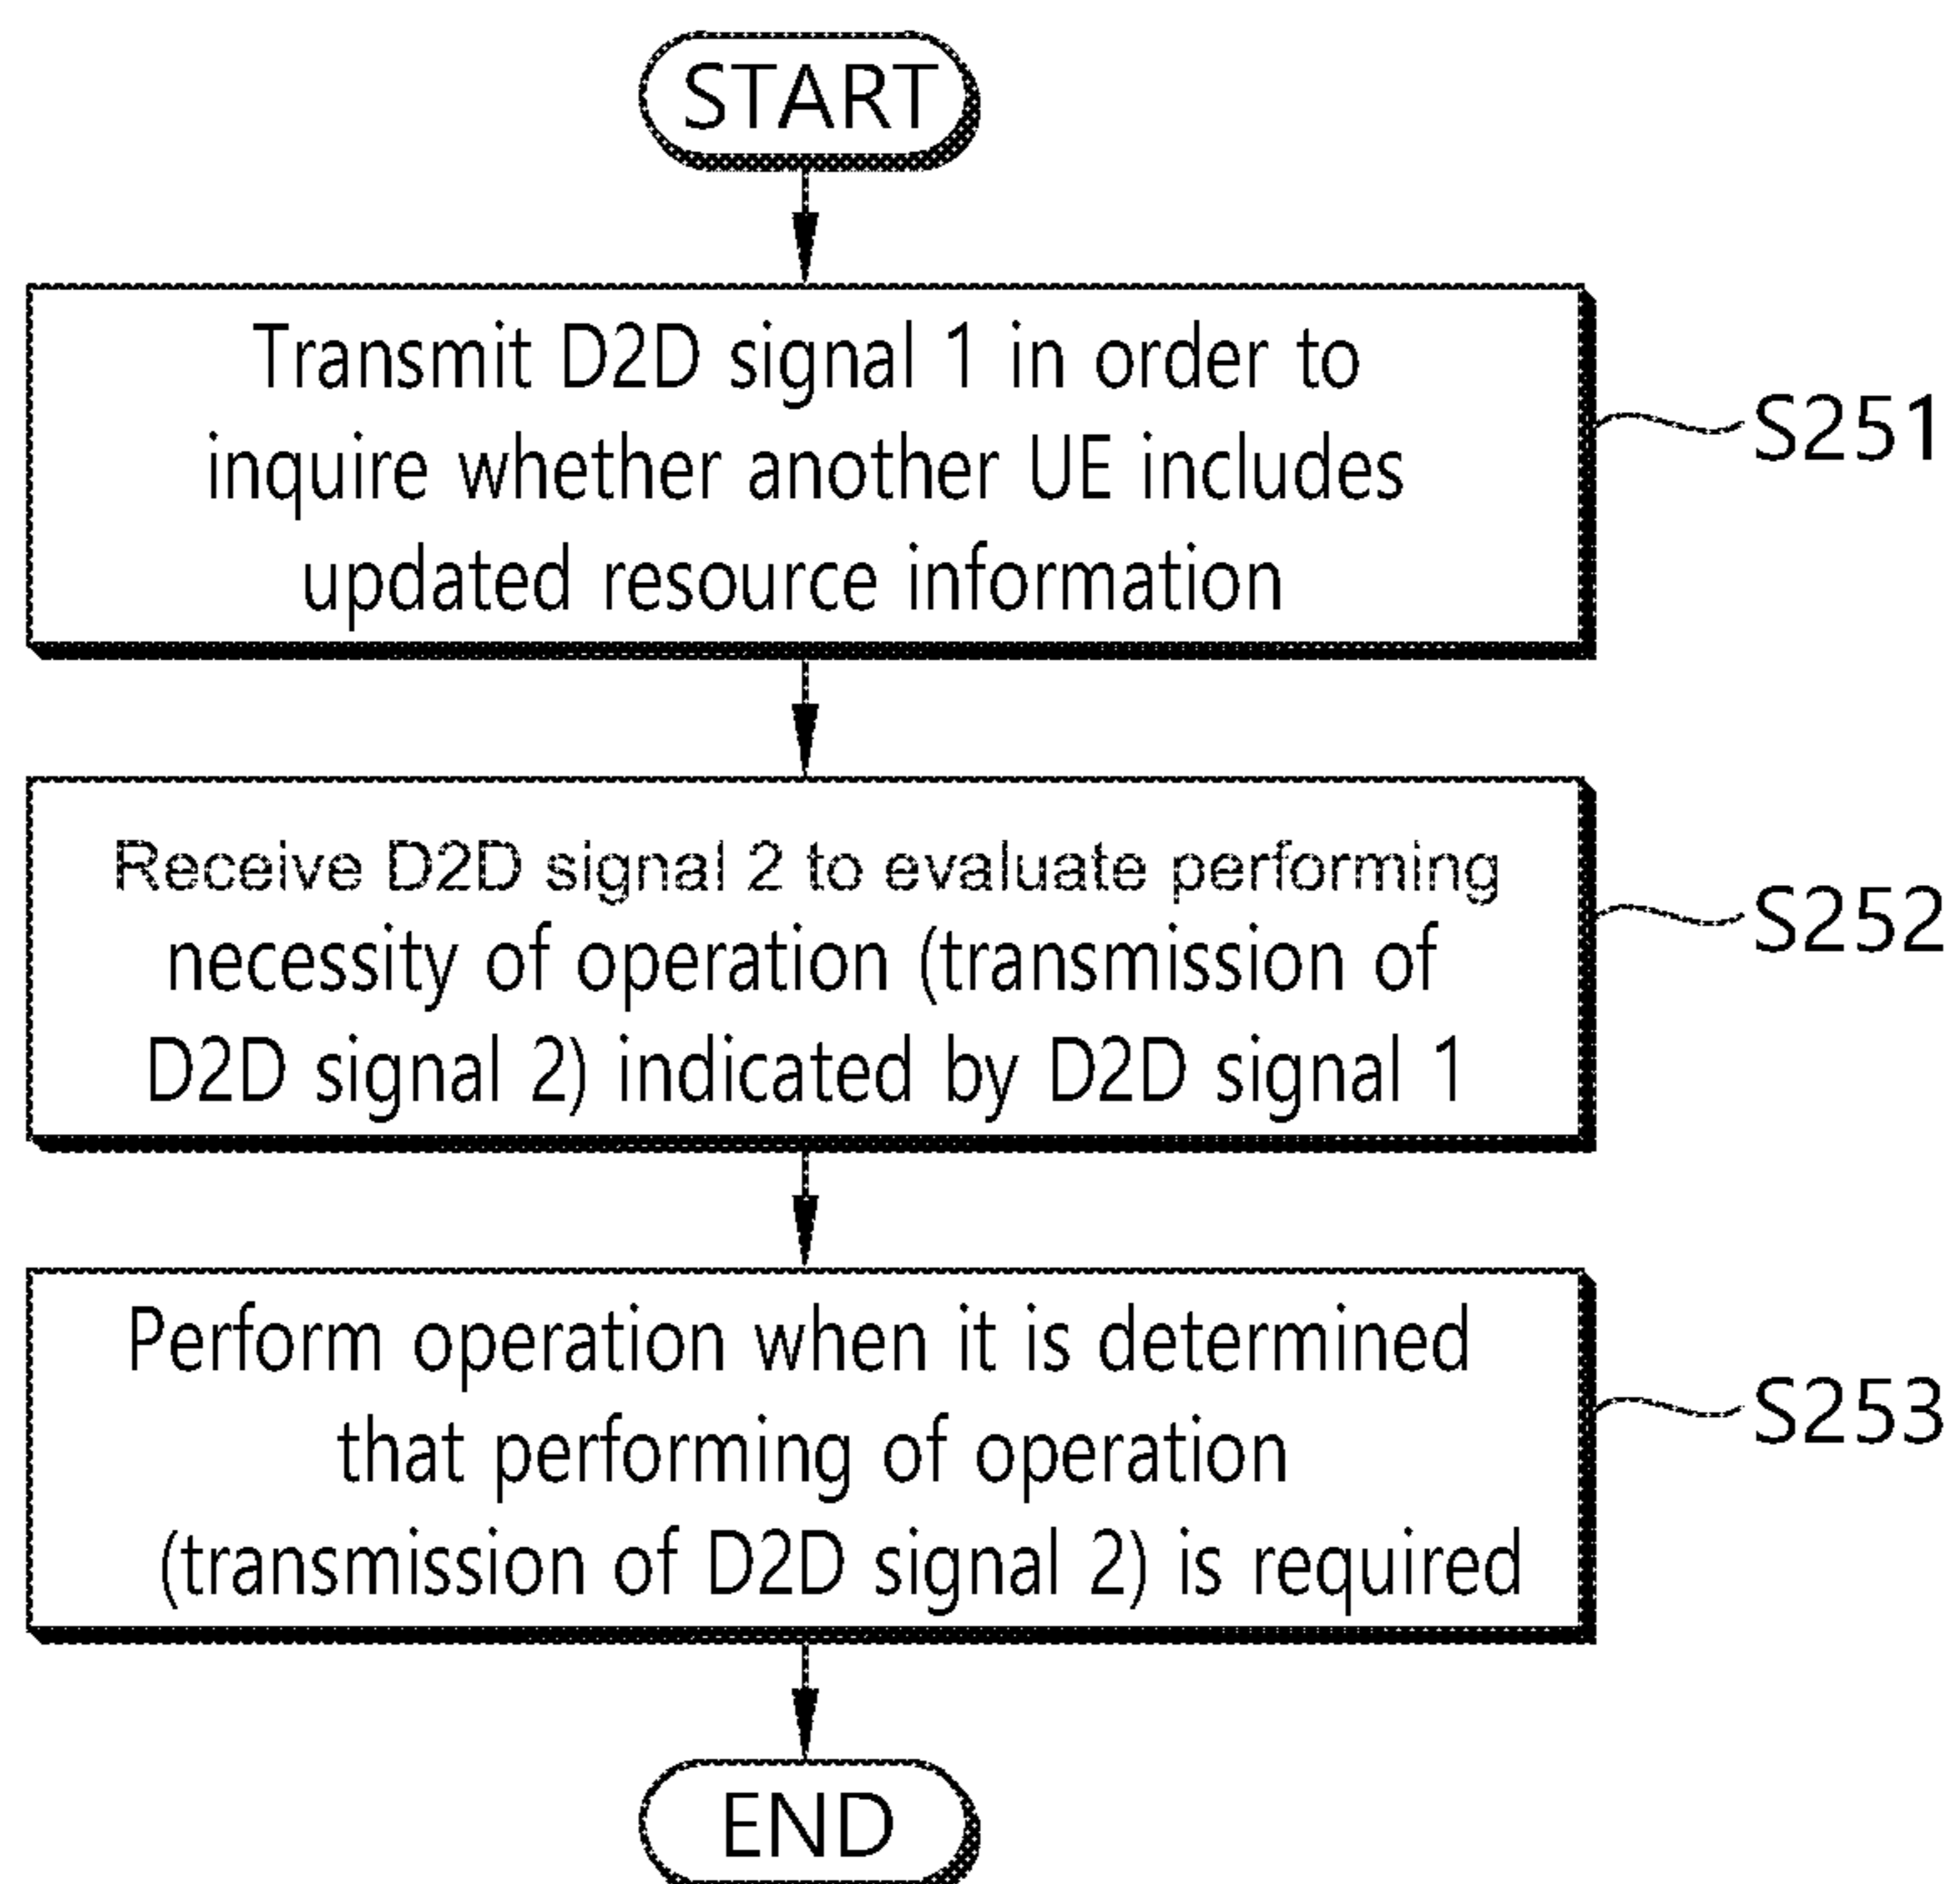 START
Transmit D2D signal 1 in order to
inquire whether another UE includes
updated resource information
S251
Receive D2D signal 2 to evaluate performing
necessity of operation (transmission of
D2D signal 2) indicated by D2D signal 1
S252
Perform operation when it is determined
that performing of operation
(transmission of D2D signal 2) is required
S253
END